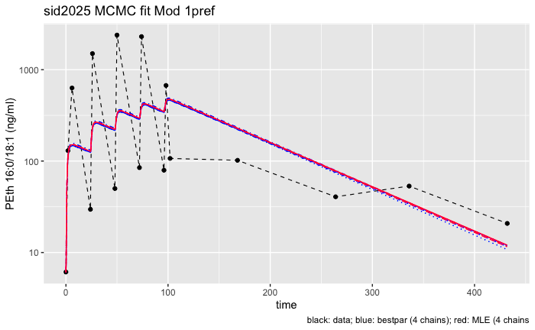 sid2025 MCMC fit Mod 1pref
PEth 16:0/18:1 (ng/ml)
1000
100
10
0
100
200
300
400
time
black: data; blue: bestpar (4 chains); red: MLE (4 chains